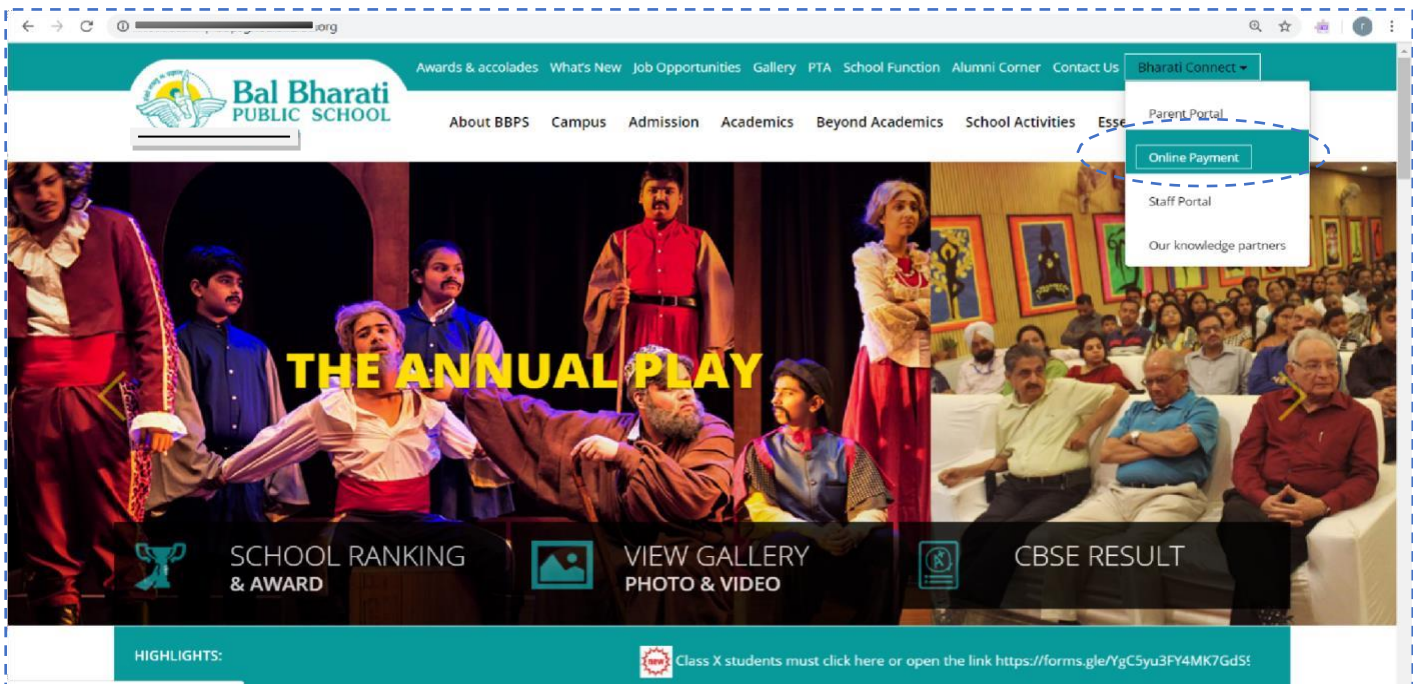 org
Awards & accolades What's New Job Opportunities Gallery PTA School Function Alumni Corner Contact Us Bharati Connect
Bal Bharati
PUBLIC SCHOOL
About BBPS Campus Admission Academics Beyond Academics School Activities Esse
Parent Portal
Online Payment
Staff Portal
Our knowledge partners
THE ANNUAL PLAY
SCHOOL RANKING
& AWARD
VIEW GALLERY
PHOTO & VIDEO
CBSE RESULT
HIGHLIGHTS:
new Class X students must click here or open the link https://forms.gle/YgC5yu3FY4MK7GdS